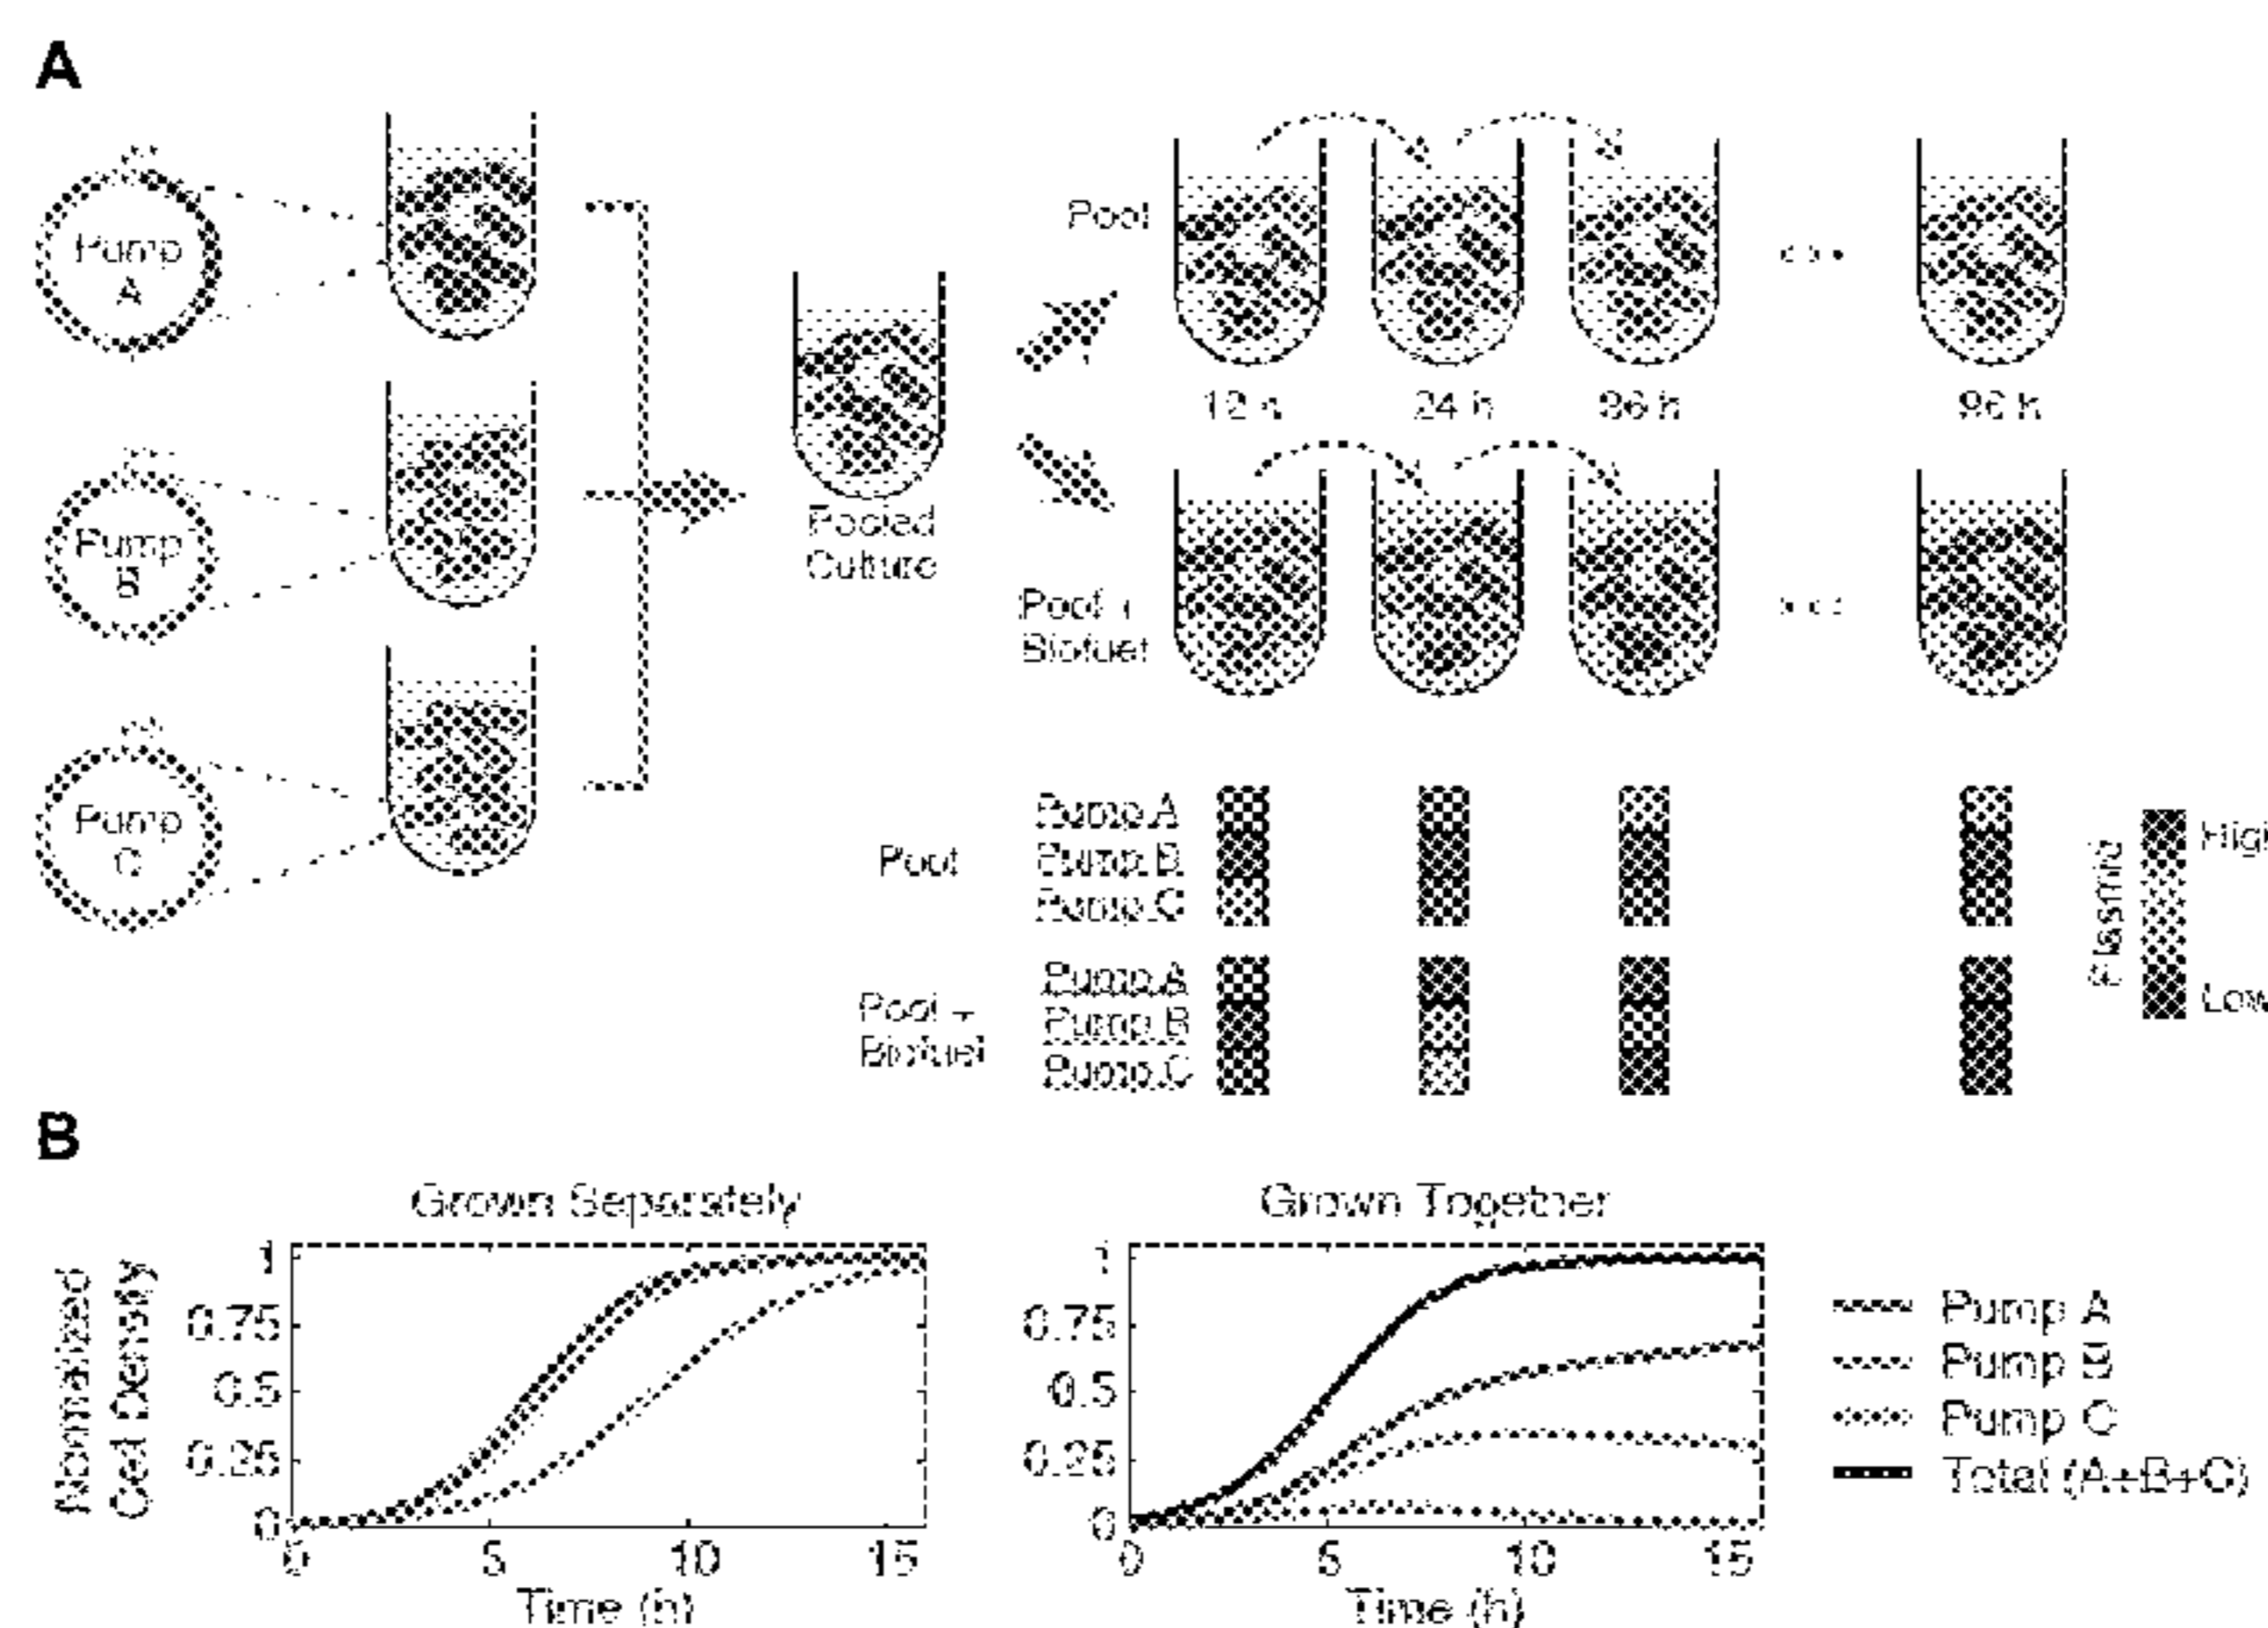 A
Pump
A
Pump
B
Pump
C
Pooled
Culture
Pool
12 h
24 h
36 h
96 h
Pool +
Biofuel
Pool
Pump A
Pump B
Pump C
Pool +
Biofuel
Pump A
Pump B
Pump C
Plasmid
High
Low
B
Grown Separately
Normalized
Cell Density
1
0.75
0.5
0.25
0
0
5
10
15
Time (h)
Grown Together
1
0.75
0.5
0.25
0
0
5
10
15
Time (h)
Pump A
Pump B
Pump C
Total (A+B+C)